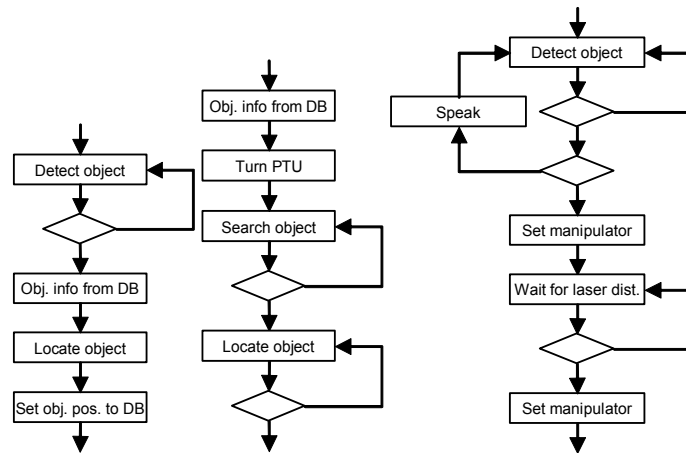 Detect object
Obj. info from DB
Locate object
Set obj. pos. to DB
Obj. info from DB
Turn PTU
Search object
Locate object
Detect object
Speak
Set manipulator
Wait for laser dist.
Set manipulator